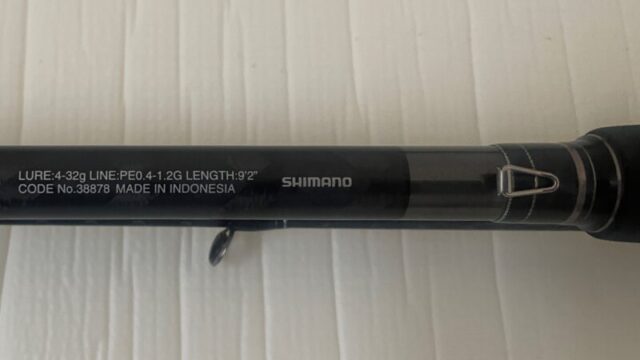 LURE:4-32g LINE:PE0.4-1.2G LENGTH:9'2"
CODE No.38878 MADE IN INDONESIA
SHIMANO